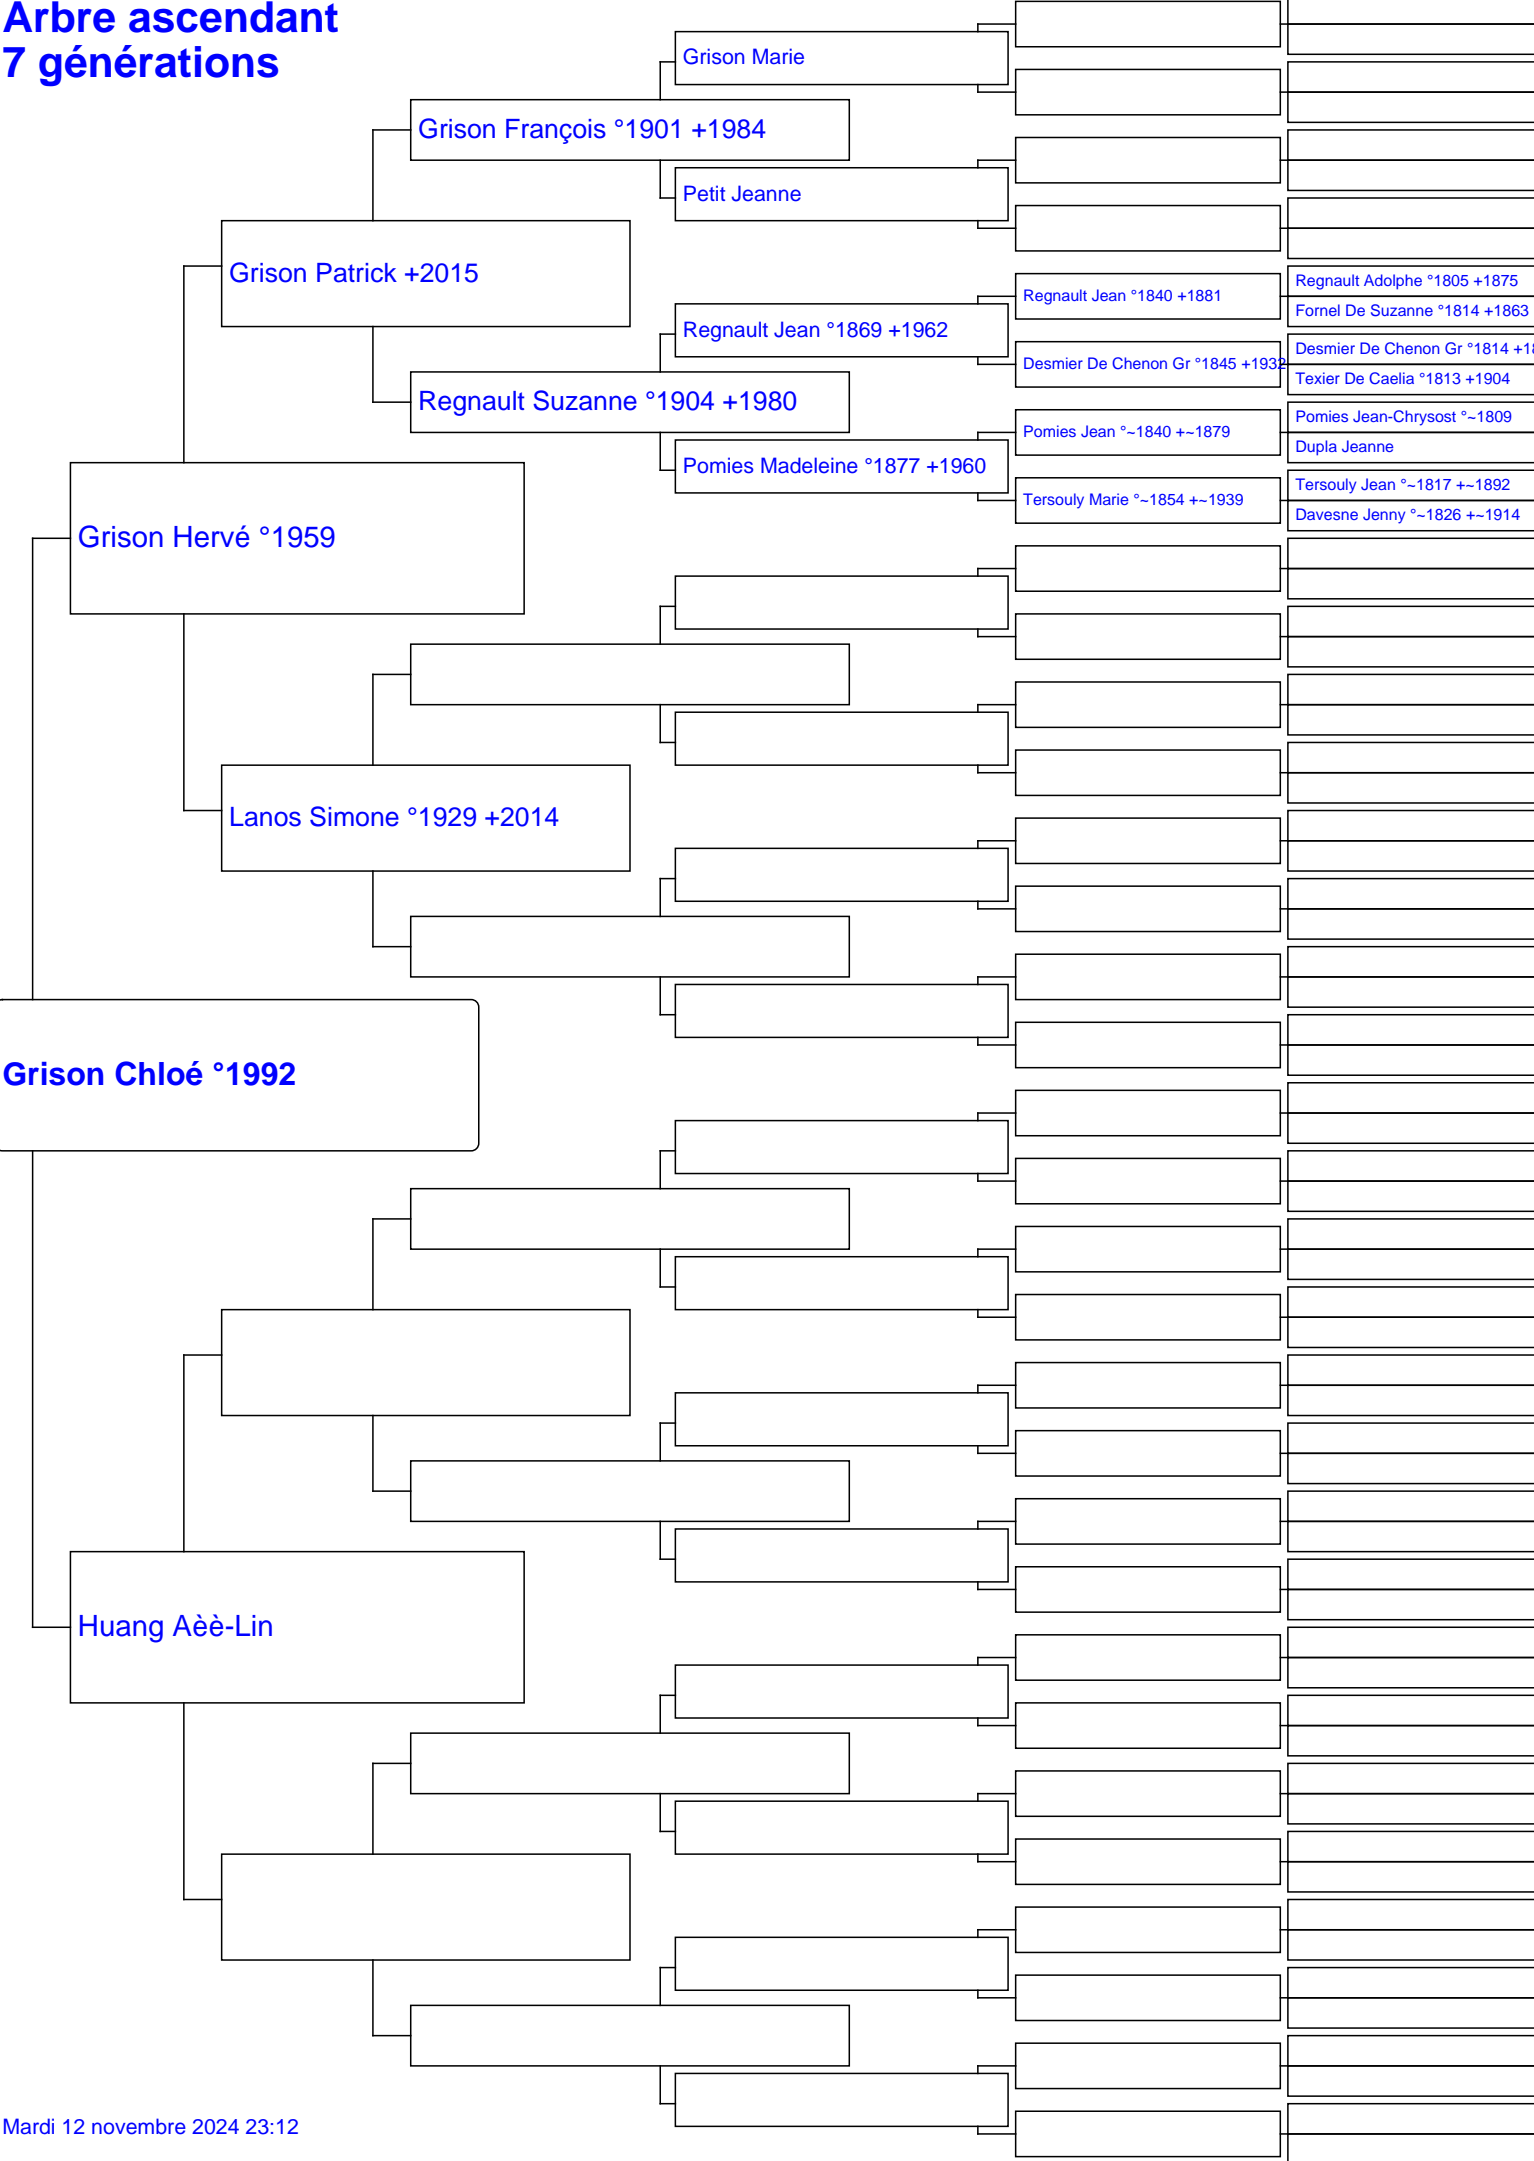 Arbre ascendant
7 générations
Grison Marie
Grison François °1901 +1984
Petit Jeanne
Grison Patrick +2015
Regnault Adolphe °1805 +1875
Regnault Jean °1840 +1881
Fornel De Suzanne °1814 +1863
Regnault Jean °1869 +1962
Desmier De Chenon Gr °1814 +18
Desmier De Chenon Gr °1845 +1932
Texier De Caelia °1813 +1904
Regnault Suzanne °1904 +1980
Pomies Jean-Chrysost °~1809
Pomies Jean °~1840 +~1879
Dupla Jeanne
Pomies Madeleine °1877 +1960
Tersouly Jean °~1817 +~1892
Tersouly Marie °~1854 +~1939
Davesne Jenny °~1826 +~1914
Grison Hervé °1959
Lanos Simone °1929 +2014
Grison Chloé °1992
Huang Aèè-Lin
Mardi 12 novembre 2024 23:12